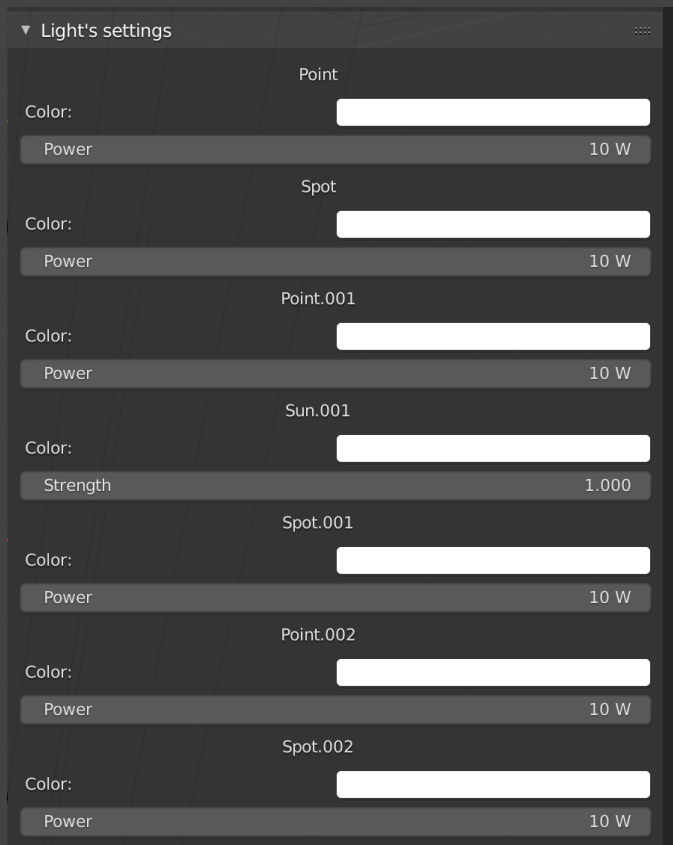 Light's settings
Point
Color:
Power 10 W
Spot
Color:
Power 10 W
Point.001
Color:
Power 10 W
Sun.001
Color:
Strength 1.000
Spot.001
Color:
Power 10 W
Point.002
Color:
Power 10 W
Spot.002
Color:
Power 10 W